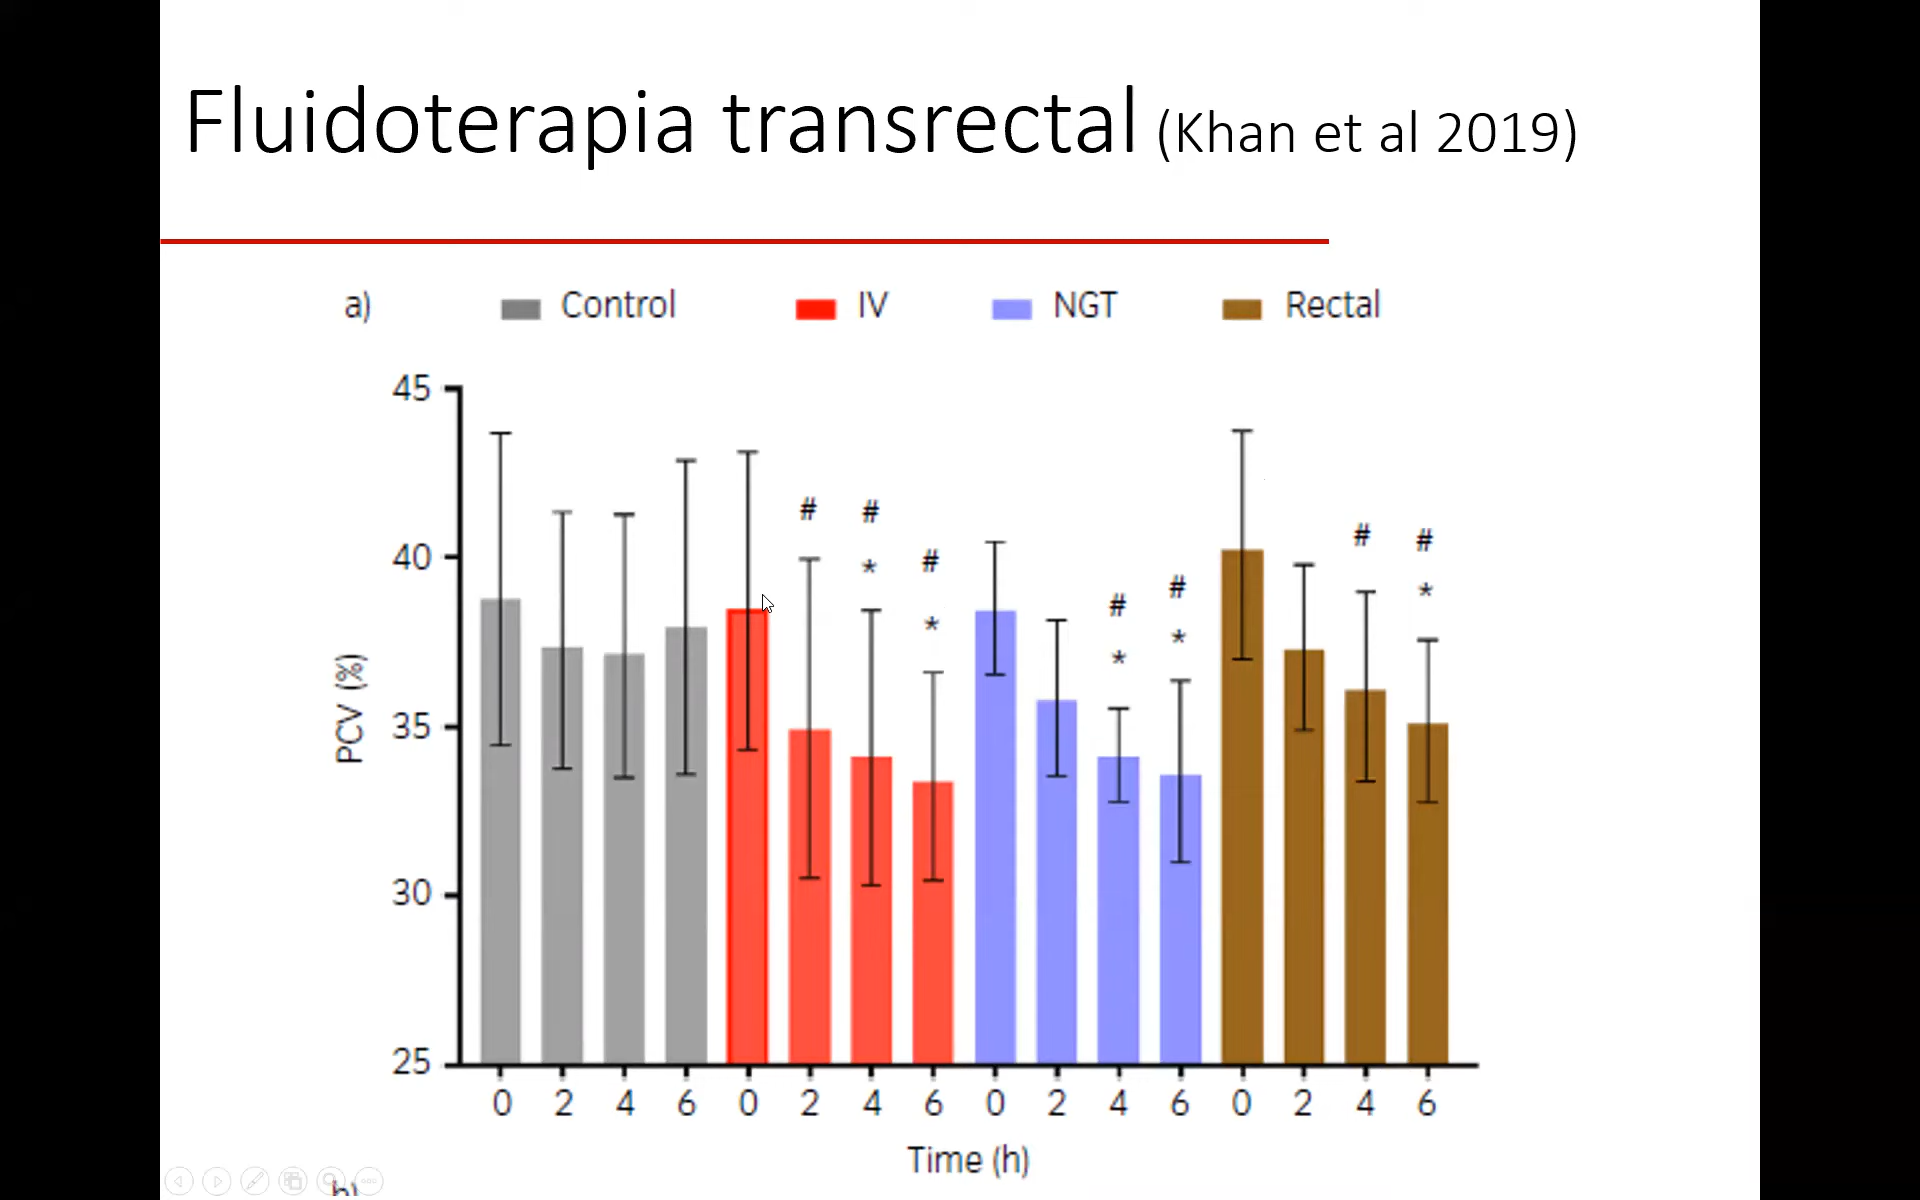 Fluidoterapia transrectal (Khan et al 2019)
a) Control IV NGT Rectal
45
# #
# #
40 * # # *
* # *
* *
35
30
25
PCV (%)
0 2 4 6 0 2 4 6 0 2 4 6 0 2 4 6
Time (h)
b)